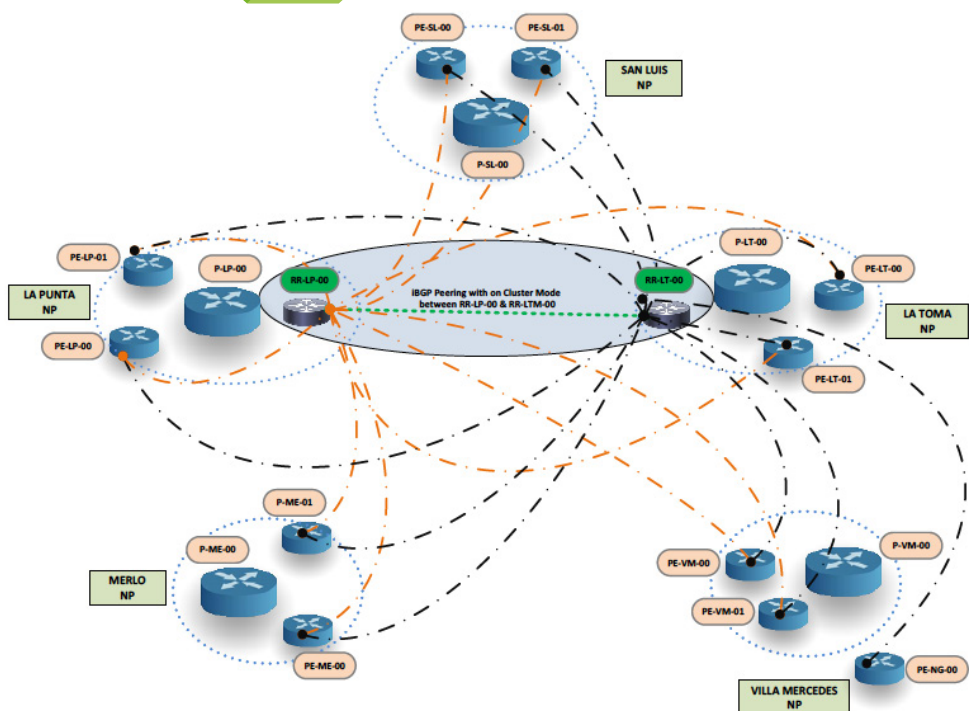 PE-SL-00
PE-SL-01
SAN LUIS
NP
P-SL-00
PE-LP-01
P-LP-00
LA PUNTA
NP
PE-LP-00
RR-LP-00
iBGP Peering with on Cluster Mode
between RR-LP-00 & RR-LTM-00
RR-LT-00
P-LT-00
PE-LT-00
LA TOMA
NP
PE-LT-01
P-ME-01
P-ME-00
MERLO
NP
PE-ME-00
P-VM-00
PE-VM-00
PE-VM-01
PE-NG-00
VILLA MERCEDES
NP